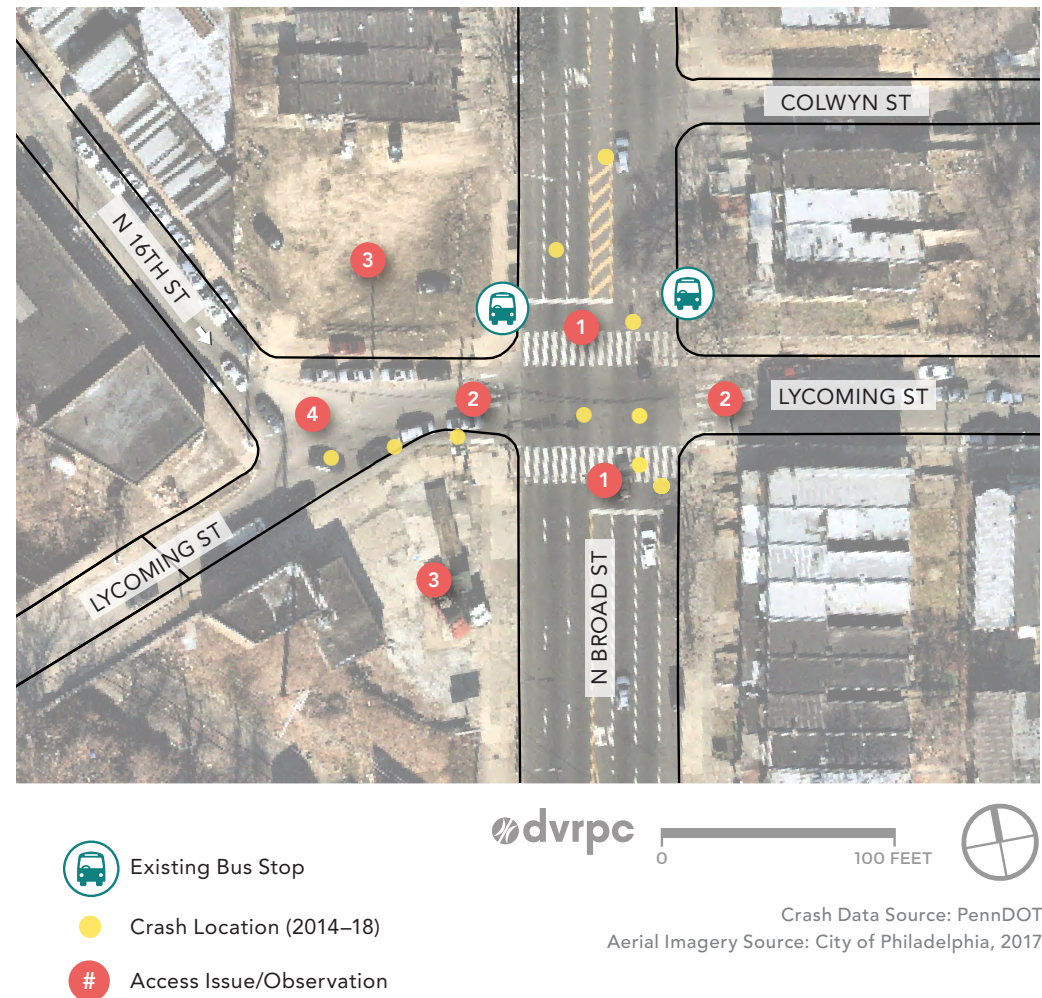 COLWYN ST
N 16TH ST
3
1
2
2
LYCOMING ST
4
1
LYCOMING ST
3
N BROAD ST
dvrpc
0
100 FEET
Existing Bus Stop
Crash Location (2014–18)
# Access Issue/Observation
Crash Data Source: PennDOT
Aerial Imagery Source: City of Philadelphia, 2017